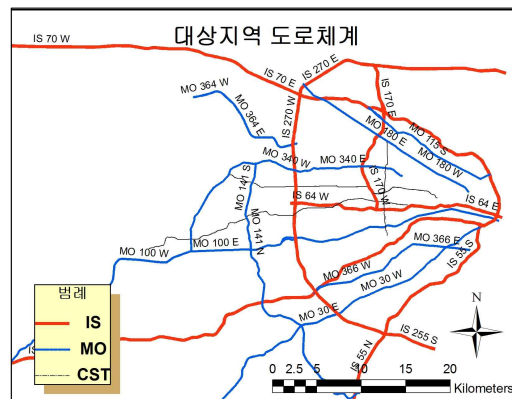 대상지역 도로체계
IS 70 W
IS 270 E
IS 70 E
MO 364 W
MO 364 E
IS 270 W
IS 170 E
MO 115 S
MO 180 E
MO 180 W
MO 340 W
MO 340 E
MO 141 S
IS 170 W
IS 64 W
IS 64 E
MO 141 N
MO 100 W
MO 100 E
MO 366 W
MO 366 E
IS 55 S
MO 30 W
MO 30 E
IS 255 S
IS 55 N
범례
IS
MO
CST
N
0 2.5 5 10 15 20
Kilometers